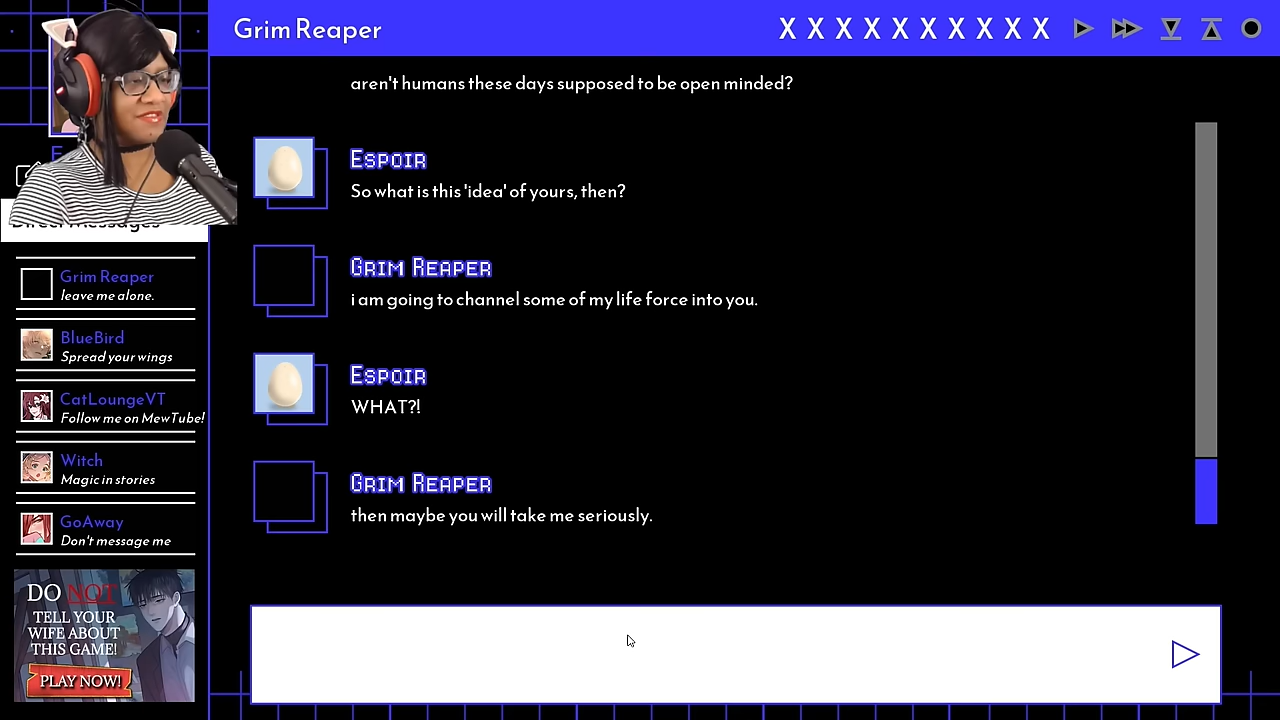 Grim Reaper
X X X X X X X X X X
aren't humans these days supposed to be open minded?
Espoir
So what is this 'idea' of yours, then?
Grim Reaper
i am going to channel some of my life force into you.
Espoir
WHAT?!
Grim Reaper
then maybe you will take me seriously.
Direct Messages
Grim Reaper
leave me alone.
BlueBird
Spread your wings
CatLoungeVT
Follow me on MewTube!
Witch
Magic in stories
GoAway
Don't message me
DO NOT
TELL YOUR
WIFE ABOUT
THIS GAME!
PLAY NOW!